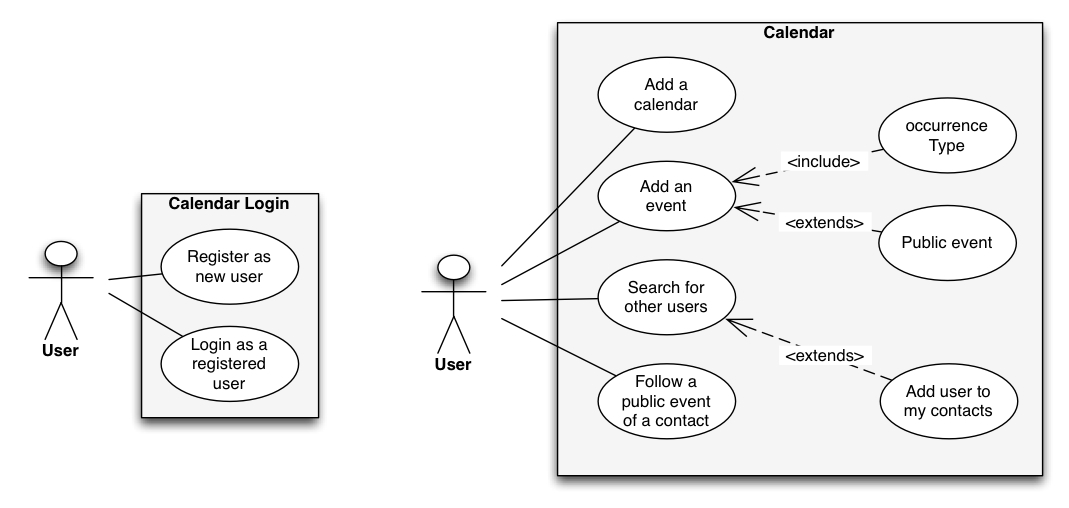 Calendar Login
Register as
new user
Login as a
registered
user
User
Calendar
Add a
calendar
occurrence
Type
<include>
Add an
event
<extends>
Public event
Search for
other users
<extends>
User
Follow a
public event
of a contact
Add user to
my contacts